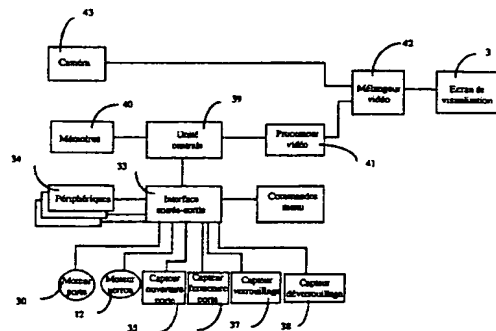 43
Caméra
42
Mélangeur
vidéo
3
Ecran de
visualisation
40
Mémoires
39
Unité
centrale
Processeur
vidéo
41
34
Périphériques
33
Interface
entrée-sortie
Commandes
menu
30
Moteur
porte
12
Moteur
verrou
Capteur
ouverture
porte
35
Capteur
fermeture
porte
Capteur
verrouillage
37
Capteur
déverrouillage
38